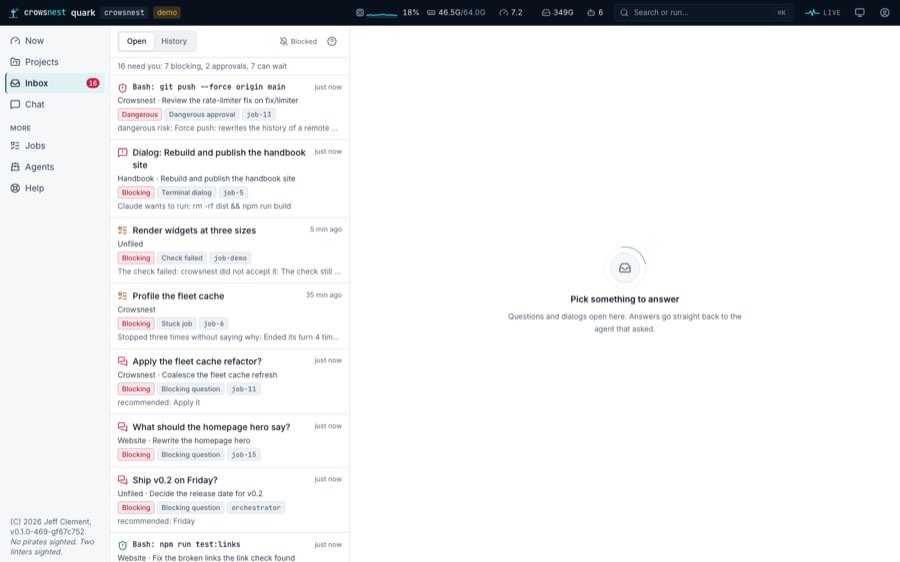 crowsnest quark crowsnest demo
18% 46.5G/64.0G 7.2 349G 6
Search or run... ⌘K
LIVE
Now
Projects
Inbox 16
Chat
MORE
Jobs
Agents
Help
(C) 2026 Jeff Clement,
v0.1.0-469-gf67c752
No pirates sighted. Two
linters sighted.
Open History Blocked
16 need you: 7 blocking, 2 approvals, 7 can wait
Bash: git push --force origin main just now
Crowsnest · Review the rate-limiter fix on fix/limiter
Dangerous Dangerous approval job-13
dangerous risk: Force push: rewrites the history of a remote ...
Dialog: Rebuild and publish the handbook just now
site
Handbook · Rebuild and publish the handbook site
Blocking Terminal dialog job-5
Claude wants to run: rm -rf dist && npm run build
Render widgets at three sizes 5 min ago
Unfiled
Blocking Check failed job-demo
The check failed: crowsnest did not accept it: The check still ...
Profile the fleet cache 35 min ago
Crowsnest
Blocking Stuck job job-6
Stopped three times without saying why: Ended its turn 4 tim...
Apply the fleet cache refactor? just now
Crowsnest · Coalesce the fleet cache refresh
Blocking Blocking question job-11
recommended: Apply it
What should the homepage hero say? just now
Website · Rewrite the homepage hero
Blocking Blocking question job-15
Ship v0.2 on Friday? just now
Unfiled · Decide the release date for v0.2
Blocking Blocking question orchestrator
recommended: Friday
Bash: npm run test:links just now
Website · Fix the broken links the link check found
Pick something to answer
Questions and dialogs open here. Answers go straight back to the
agent that asked.